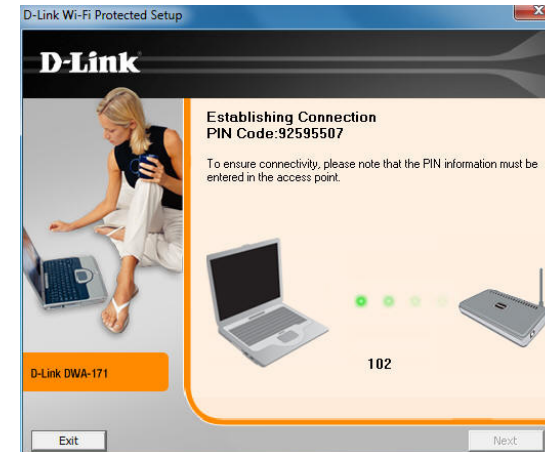 D-Link Wi-Fi Protected Setup
D-Link
Establishing Connection
PIN Code:92595507
To ensure connectivity, please note that the PIN information must be
entered in the access point.
102
D-Link DWA-171
Exit
Next